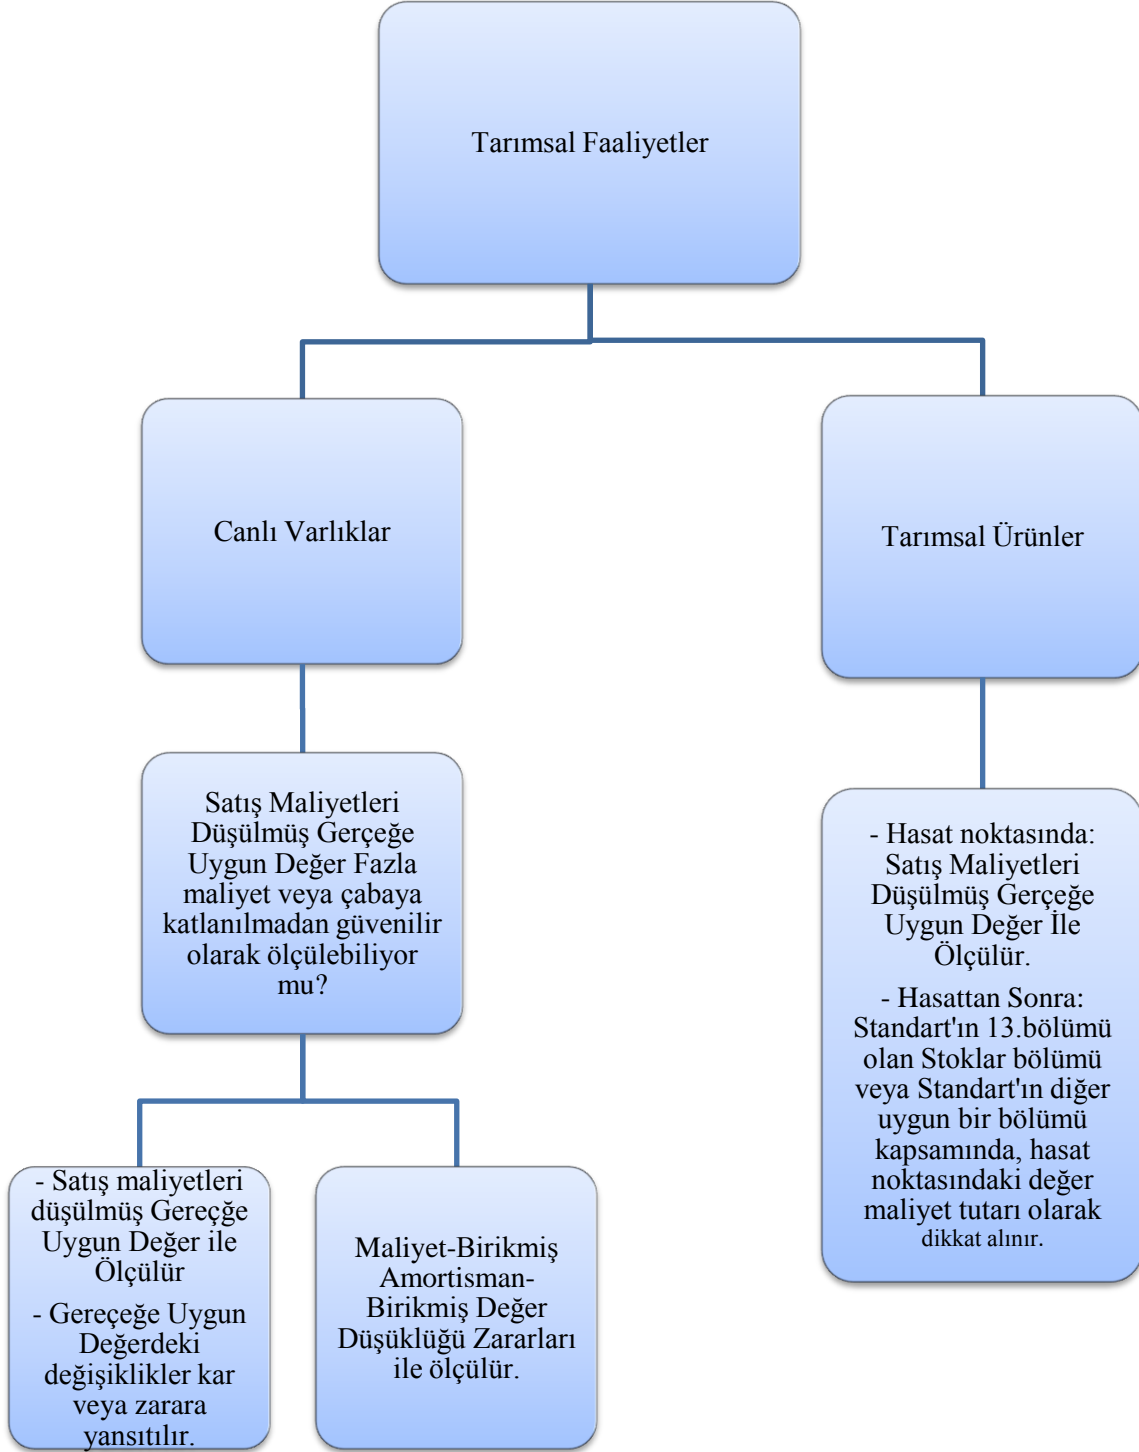 Tarımsal Faaliyetler
Canlı Varlıklar
Tarımsal Ürünler
Satış Maliyetleri
Düşülmüş Gerçeğe
Uygun Değer Fazla
maliyet veya çabaya
katlanılmadan güvenilir
olarak ölçülebiliyor
mu?
- Hasat noktasında:
Satış Maliyetleri
Düşülmüş Gerçeğe
Uygun Değer İle
Ölçülür.
- Hasattan Sonra:
Standart'ın 13.bölümü
olan Stoklar bölümü
veya Standart'ın diğer
uygun bir bölümü
kapsamında, hasat
noktasındaki değer
maliyet tutarı olarak
dikkat alınır.
- Satış maliyetleri
düşülmüş Gereçğe
Uygun Değer ile
Ölçülür
- Gereçeğe Uygun
Değerdeki
değişiklikler kar
veya zarara
yansıtılır.
Maliyet-Birikmiş
Amortisman-
Birikmiş Değer
Düşüklüğü Zararları
ile ölçülür.